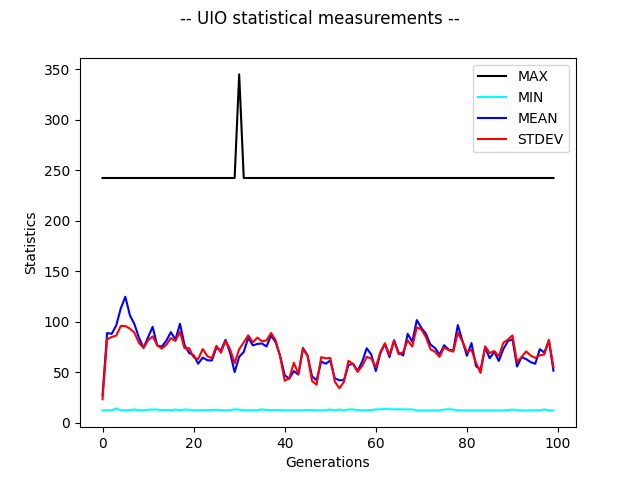 -- UIO statistical measurements --
MAX
MIN
MEAN
STDEV
Statistics
350
300
250
200
150
100
50
0
0 20 40 60 80 100
Generations